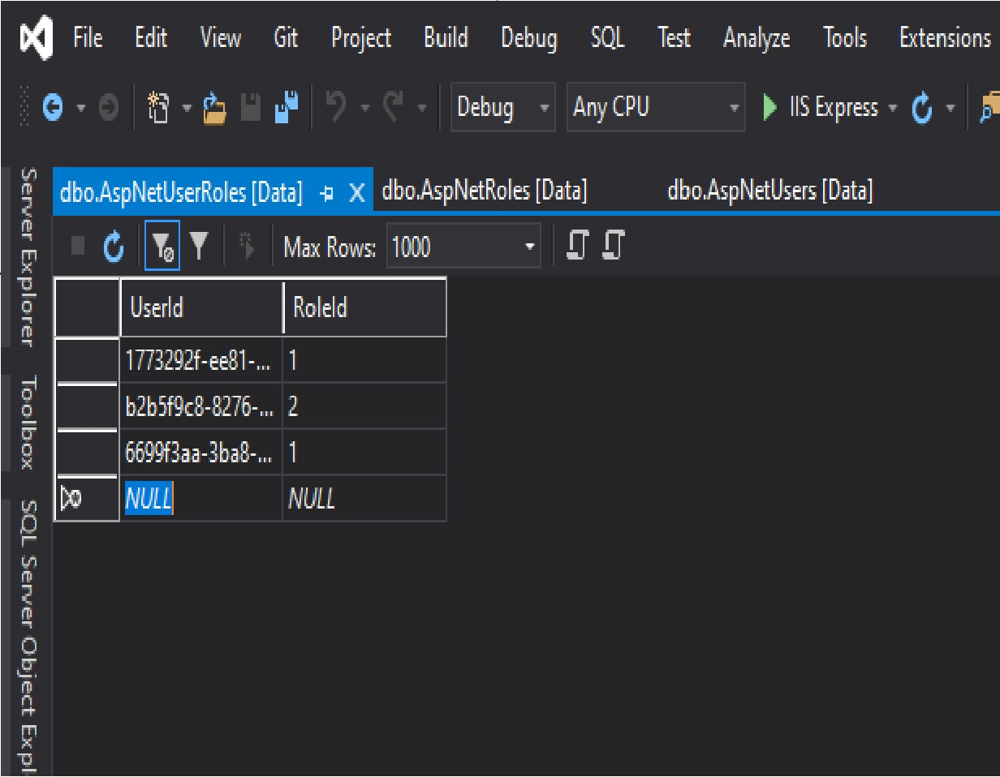 File Edit View Git Project Build Debug SQL Test Analyze Tools Extensions
Debug Any CPU IIS Express
dbo.AspNetUserRoles [Data] dbo.AspNetRoles [Data] dbo.AspNetUsers [Data]
Max Rows: 1000
UserId RoleId
1773292f-ee81-... 1
b2b5f9c8-8276-... 2
6699f3aa-3ba8-... 1
NULL NULL
Server Explorer
Toolbox
SQL Server Object Expl